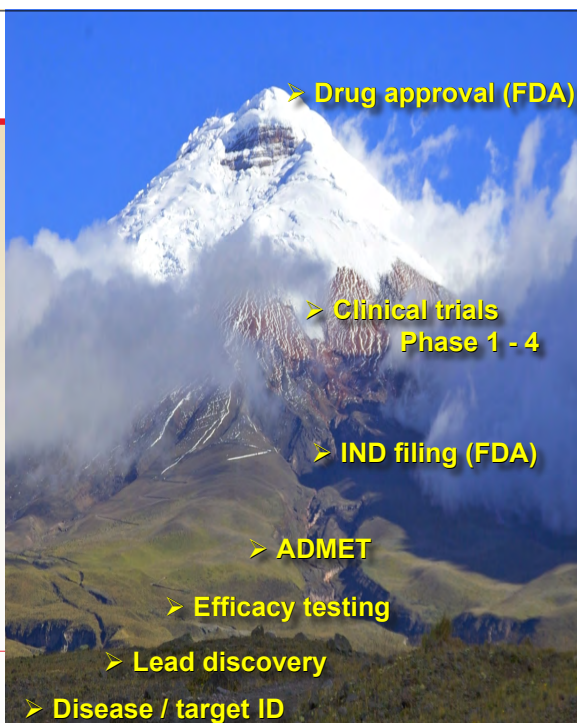 ➢ Drug approval (FDA)
➢ Clinical trials
Phase 1 - 4
➢ IND filing (FDA)
➢ ADMET
➢ Efficacy testing
➢ Lead discovery
➢ Disease / target ID